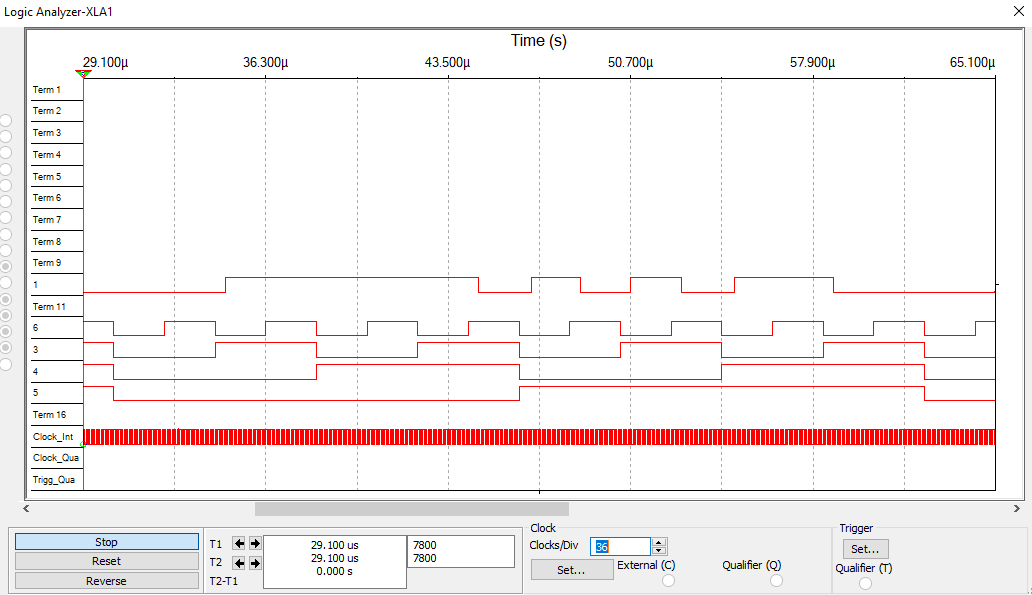 Logic Analyzer-XLA1
Time (s)
29.100µ 36.300µ 43.500µ 50.700µ 57.900µ 65.100µ
Term 1
Term 2
Term 3
Term 4
Term 5
Term 6
Term 7
Term 8
Term 9
1
Term 11
6
3
4
5
Term 16
Clock_Int
Clock_Qua
Trigg_Qua
Stop
Reset
Reverse
T1 29.100 us 7800
T2 29.100 us 7800
T2-T1 0.000 s
Clock
Clocks/Div 36
Set... External (C) Qualifier (Q)
Trigger
Set...
Qualifier (T)